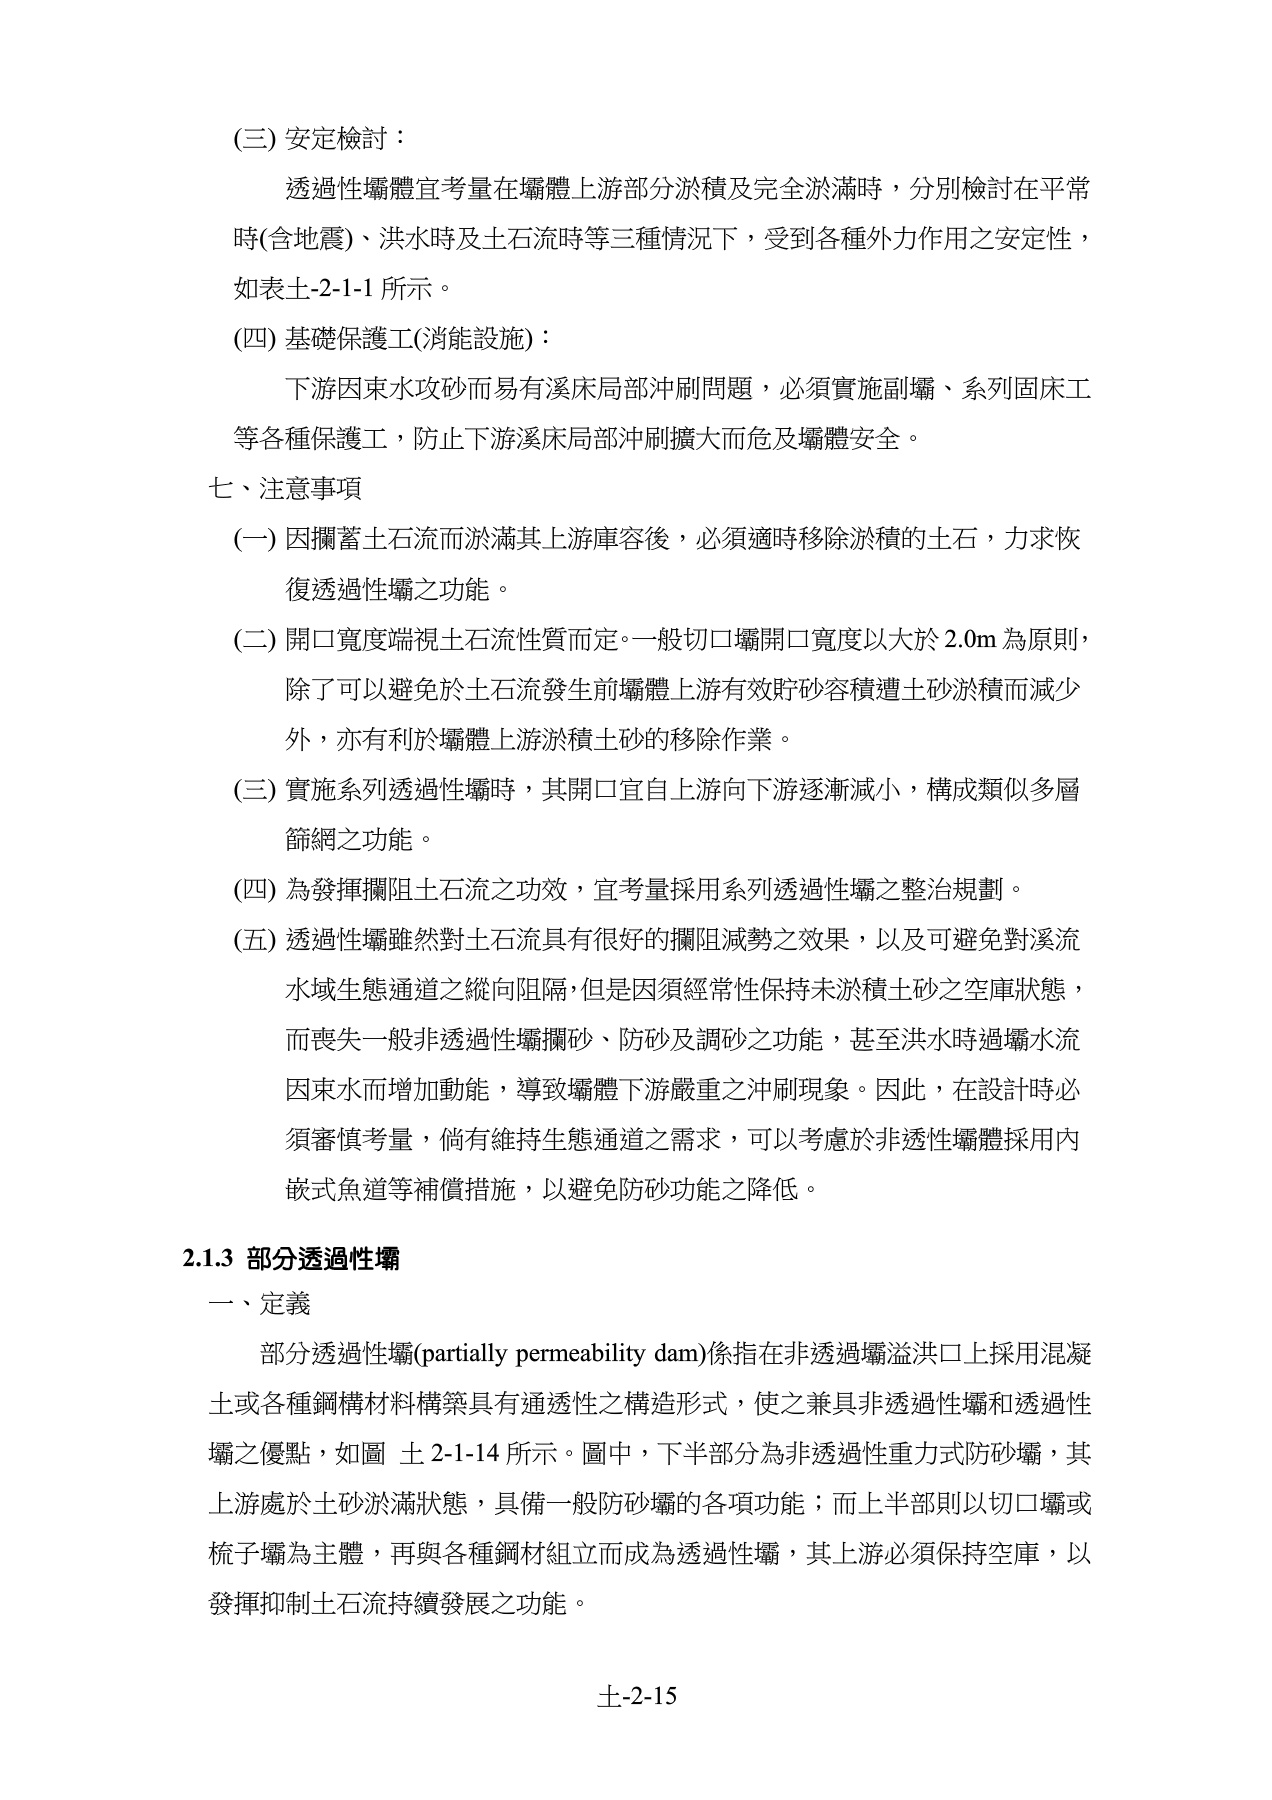 (三) 安定檢討：
透過性壩體宜考量在壩體上游部分淤積及完全淤滿時，分別檢討在平常
時(含地震)、洪水時及土石流時等三種情況下，受到各種外力作用之安定性，
如表土-2-1-1 所示。
(四) 基礎保護工(消能設施)：
下游因束水攻砂而易有溪床局部沖刷問題，必須實施副壩、系列固床工
等各種保護工，防止下游溪床局部沖刷擴大而危及壩體安全。
七、注意事項
(一) 因攔蓄土石流而淤滿其上游庫容後，必須適時移除淤積的土石，力求恢
復透過性壩之功能。
(二) 開口寬度端視土石流性質而定。一般切口壩開口寬度以大於 2.0m 為原則，
除了可以避免於土石流發生前壩體上游有效貯砂容積遭土砂淤積而減少
外，亦有利於壩體上游淤積土砂的移除作業。
(三) 實施系列透過性壩時，其開口宜自上游向下游逐漸減小，構成類似多層
篩網之功能。
(四) 為發揮攔阻土石流之功效，宜考量採用系列透過性壩之整治規劃。
(五) 透過性壩雖然對土石流具有很好的攔阻減勢之效果，以及可避免對溪流
水域生態通道之縱向阻隔，但是因須經常性保持未淤積土砂之空庫狀態，
而喪失一般非透過性壩攔砂、防砂及調砂之功能，甚至洪水時過壩水流
因束水而增加動能，導致壩體下游嚴重之沖刷現象。因此，在設計時必
須審慎考量，倘有維持生態通道之需求，可以考慮於非透性壩體採用內
嵌式魚道等補償措施，以避免防砂功能之降低。
2.1.3 部分透過性壩
一、定義
部分透過性壩(partially permeability dam)係指在非透過壩溢洪口上採用混凝
土或各種鋼構材料構築具有通透性之構造形式，使之兼具非透過性壩和透過性
壩之優點，如圖 土 2-1-14 所示。圖中，下半部分為非透過性重力式防砂壩，其
上游處於土砂淤滿狀態，具備一般防砂壩的各項功能；而上半部則以切口壩或
梳子壩為主體，再與各種鋼材組立而成為透過性壩，其上游必須保持空庫，以
發揮抑制土石流持續發展之功能。
土-2-15